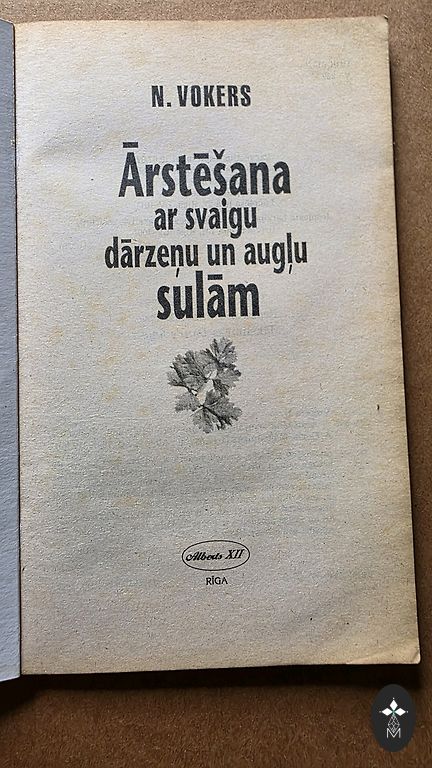 N. VOKERS
Ārstēšana
ar svaigu
dārzeņu un augļu
sulām
Alberts XII
RĪGA
M